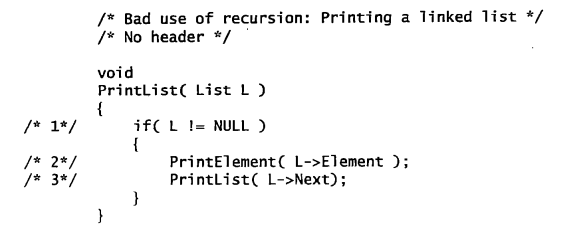 /* Bad use of recursion: Printing a linked list */
/* No header */
void
PrintList( List L )
{
/* 1*/ if( L != NULL )
{
/* 2*/ PrintElement( L->Element );
/* 3*/ PrintList( L->Next);
}
}